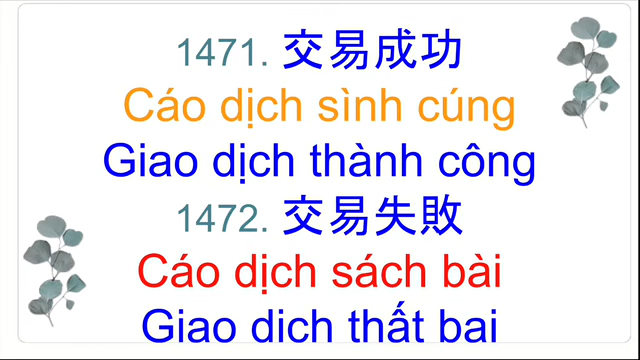 1471. 交易成功
Cáo dịch sình cúng
Giao dịch thành công
1472. 交易失敗
Cáo dịch sách bài
Giao dich thất bai